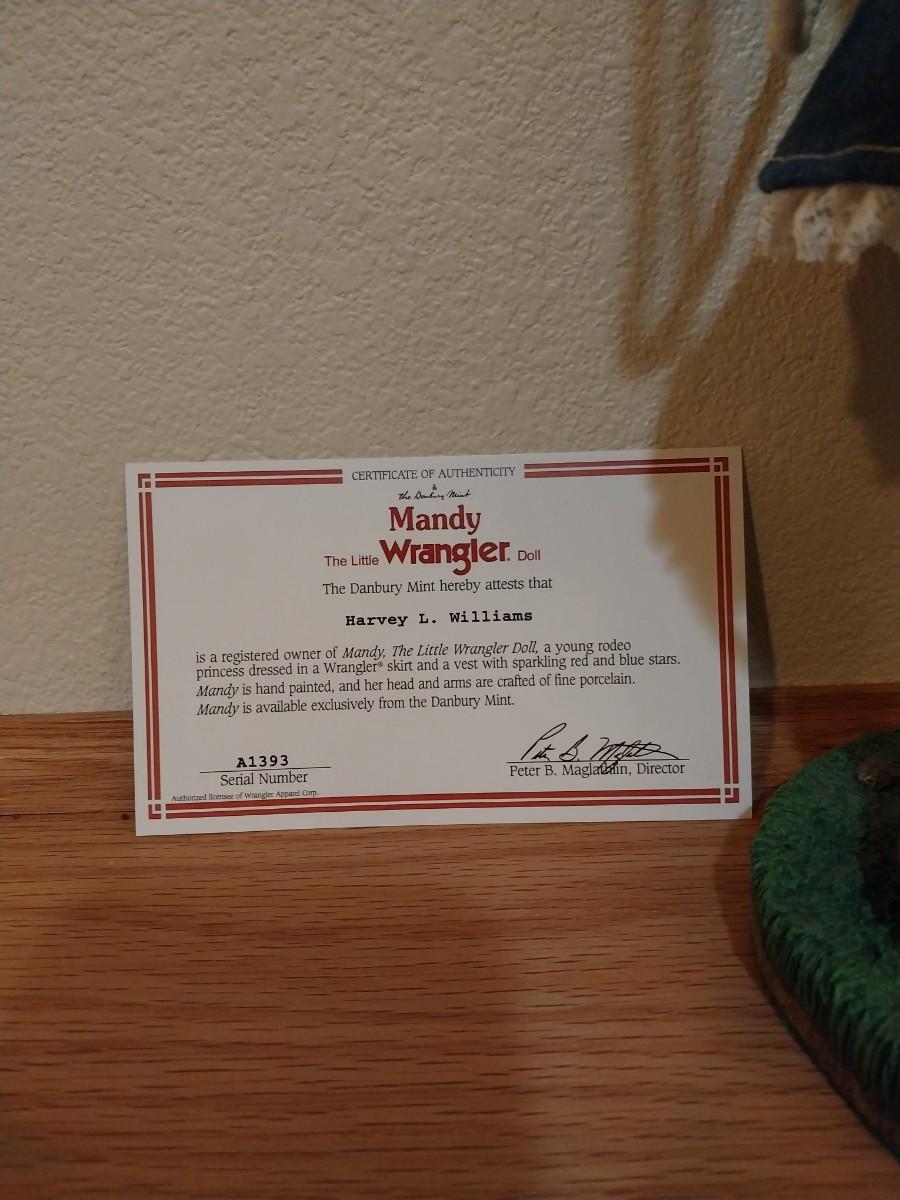 CERTIFICATE OF AUTHENTICITY
&
the Danbury Mint
Mandy
The Little Wrangler® Doll
The Danbury Mint hereby attests that
Harvey L. Williams
is a registered owner of Mandy, The Little Wrangler Doll, a young rodeo
princess dressed in a Wrangler® skirt and a vest with sparkling red and blue stars.
Mandy is hand painted, and her head and arms are crafted of fine porcelain.
Mandy is available exclusively from the Danbury Mint.
A1393
Serial Number
Peter B. Maglathlin, Director
Authorized licensee of Wrangler Apparel Corp.